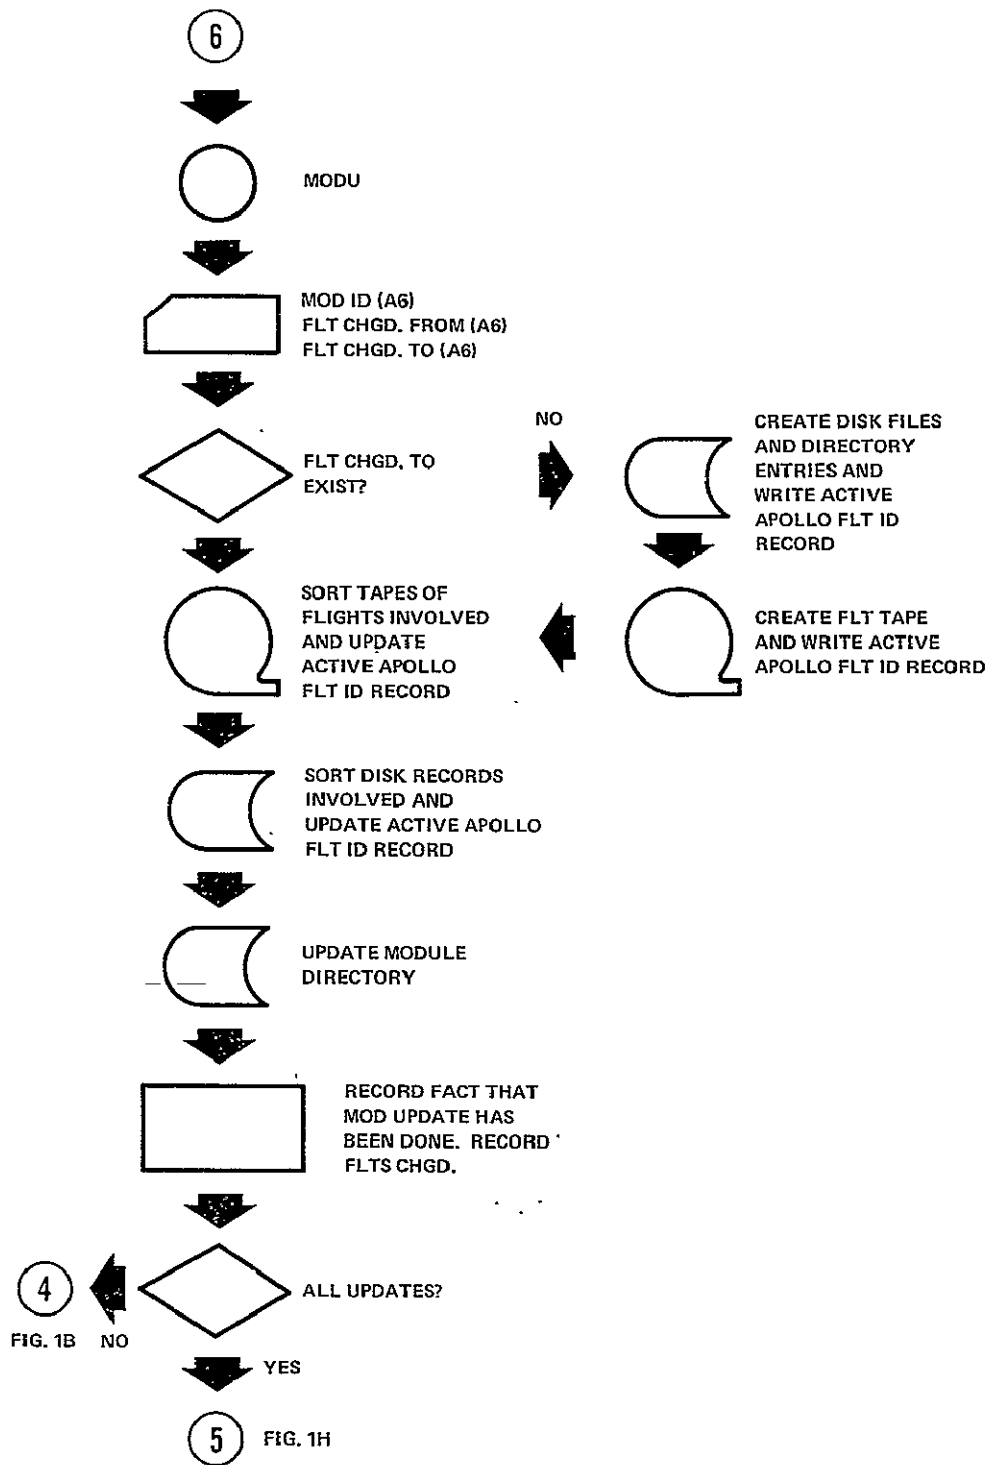 6
MODU
MOD ID (A6)
FLT CHGD. FROM (A6)
FLT CHGD. TO (A6)
FLT CHGD. TO
EXIST?
NO
CREATE DISK FILES
AND DIRECTORY
ENTRIES AND
WRITE ACTIVE
APOLLO FLT ID
RECORD
SORT TAPES OF
FLIGHTS INVOLVED
AND UPDATE
ACTIVE APOLLO
FLT ID RECORD
CREATE FLT TAPE
AND WRITE ACTIVE
APOLLO FLT ID RECORD
SORT DISK RECORDS
INVOLVED AND
UPDATE ACTIVE APOLLO
FLT ID RECORD
UPDATE MODULE
DIRECTORY
RECORD FACT THAT
MOD UPDATE HAS
BEEN DONE. RECORD
FLTS CHGD.
4
ALL UPDATES?
FIG. 1B NO
YES
5 FIG. 1H